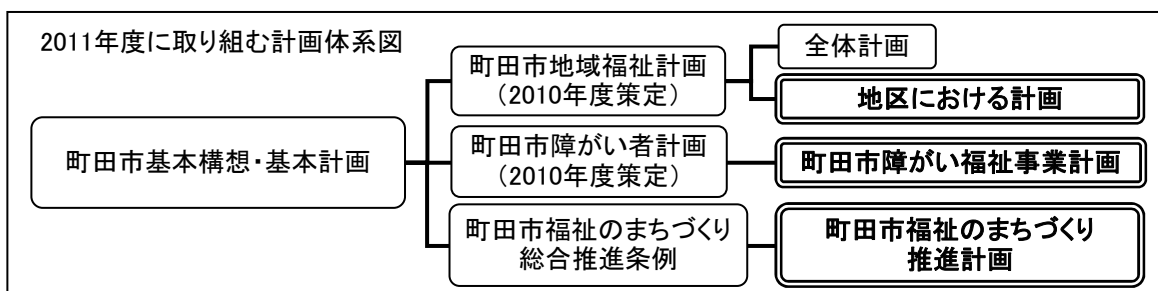 2011年度に取り組む計画体系図
町田市基本構想・基本計画
町田市地域福祉計画
（2010年度策定）
全体計画
地区における計画
町田市障がい者計画
（2010年度策定）
町田市障がい福祉事業計画
町田市福祉のまちづくり
総合推進条例
町田市福祉のまちづくり
推進計画